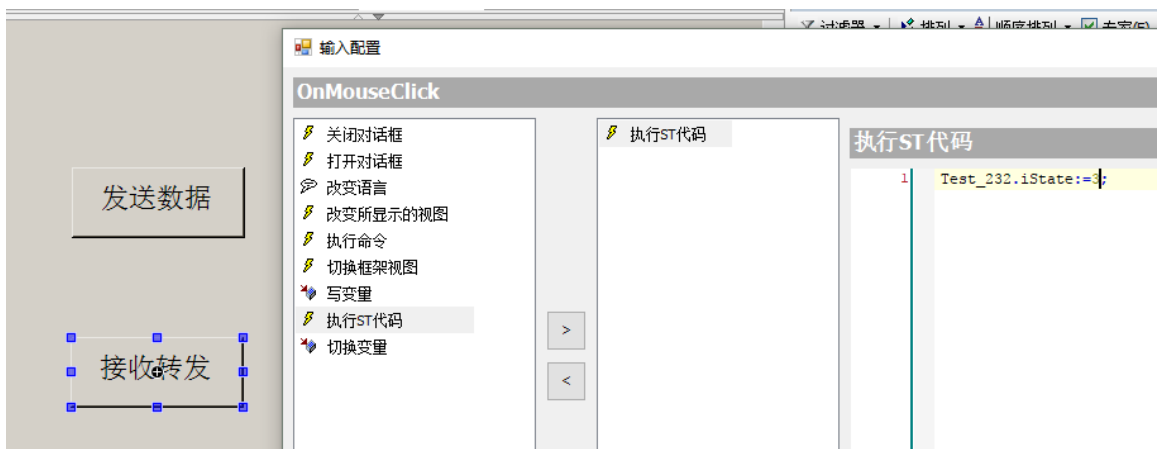 过滤器
排列
顺序排列
专家(E)
输入配置
OnMouseClick
关闭对话框
打开对话框
改变语言
改变所显示的视图
执行命令
切换框架视图
写变量
执行ST代码
切换变量
>
<
执行ST代码
执行ST代码
1 Test_232.iState:=3;
发送数据
接收转发